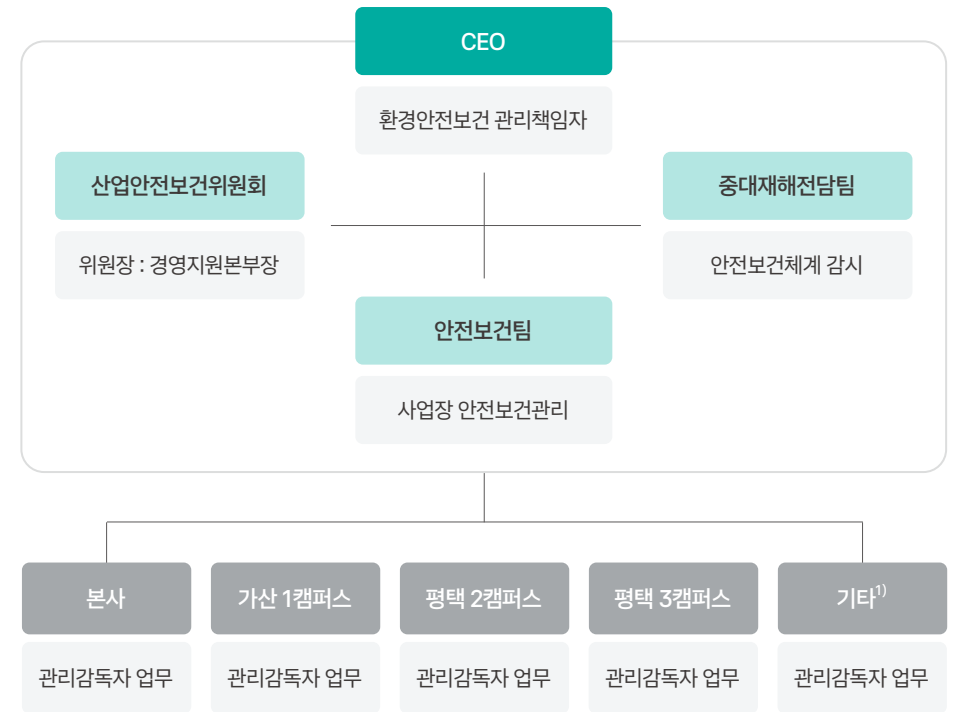 CEO
환경안전보건 관리책임자
산업안전보건위원회
위원장 : 경영지원본부장
중대재해전담팀
안전보건체계 감시
안전보건팀
사업장 안전보건관리
본사
가산 1캠퍼스
평택 2캠퍼스
평택 3캠퍼스
기타1)
관리감독자 업무
관리감독자 업무
관리감독자 업무
관리감독자 업무
관리감독자 업무